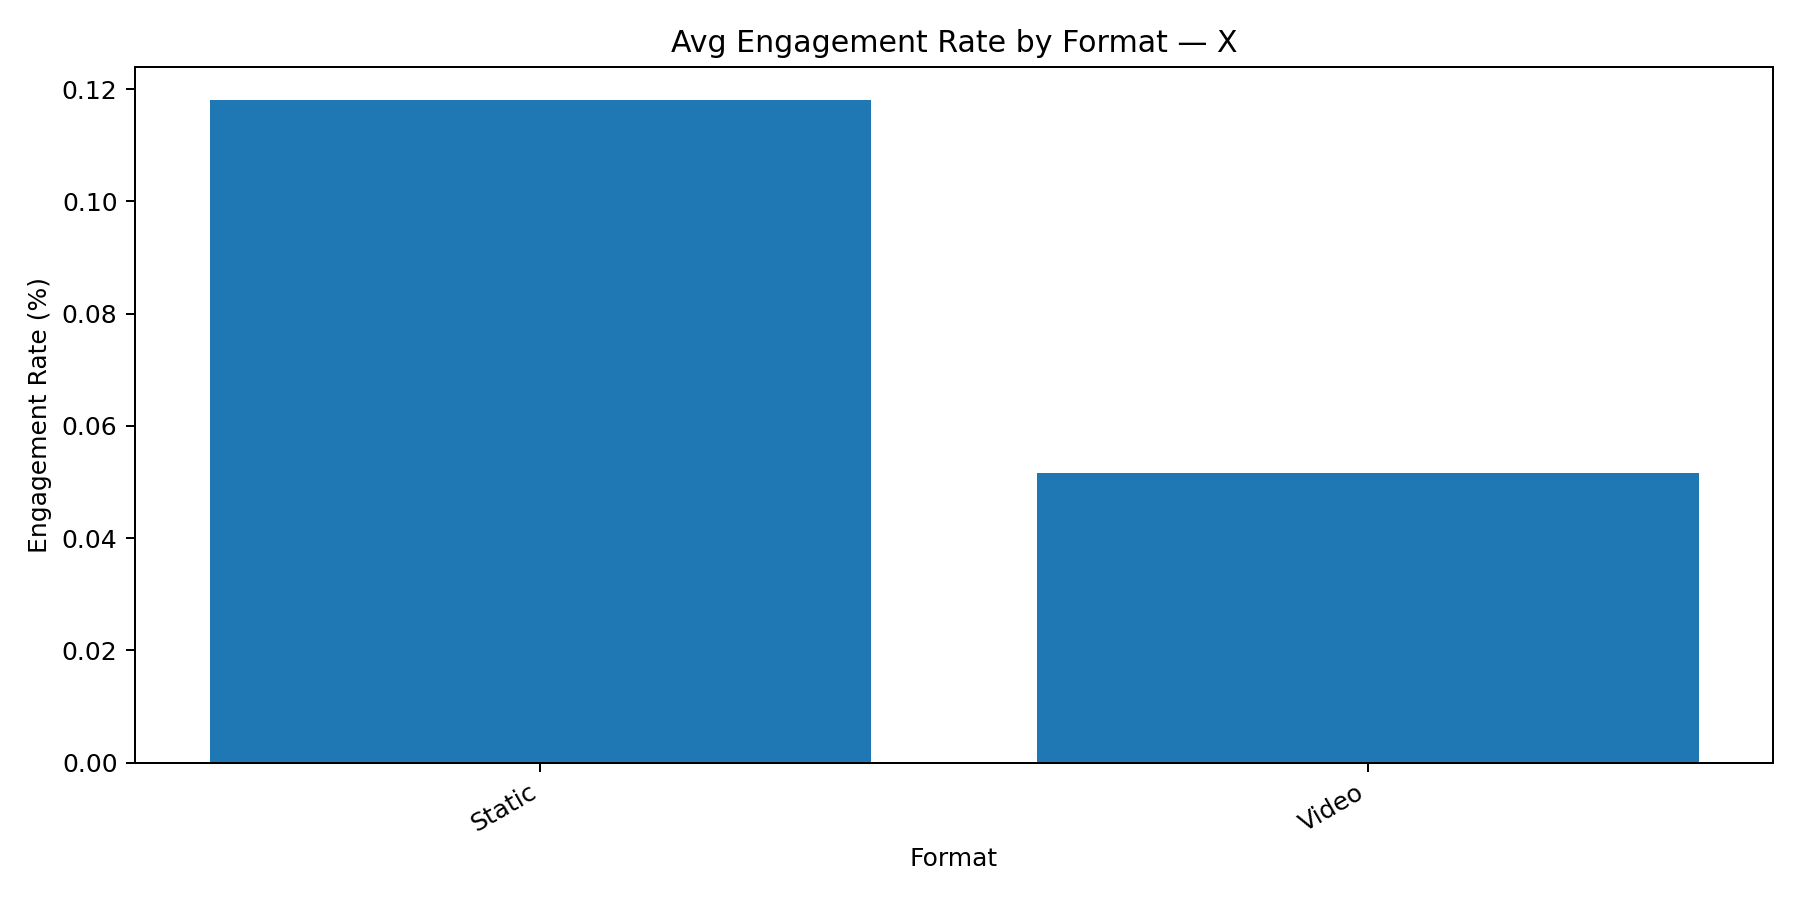 Avg Engagement Rate by Format — X
Engagement Rate (%)
0.12
0.10
0.08
0.06
0.04
0.02
0.00
Static
Video
Format